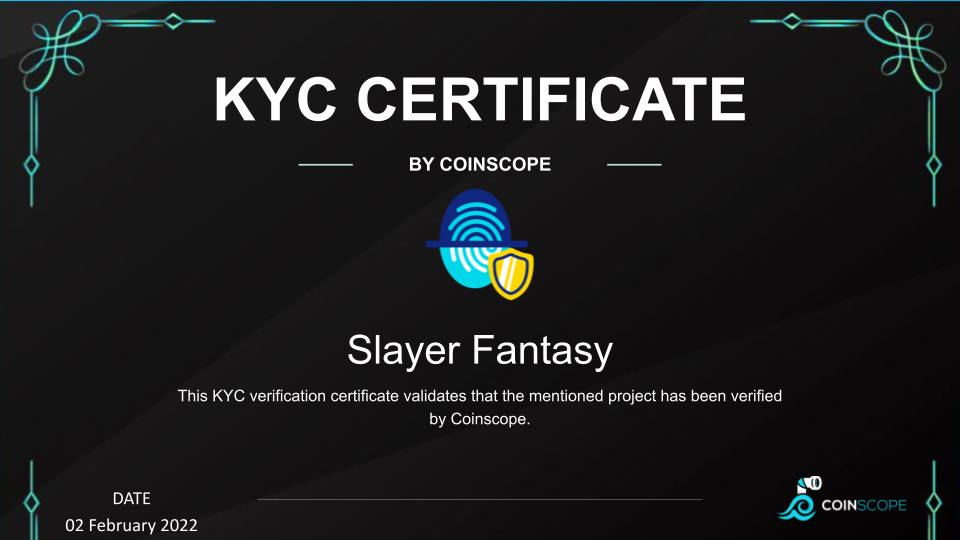 KYC CERTIFICATE
BY COINSCOPE
Slayer Fantasy
This KYC verification certificate validates that the mentioned project has been verified
by Coinscope.
DATE
02 February 2022
COINSCOPE